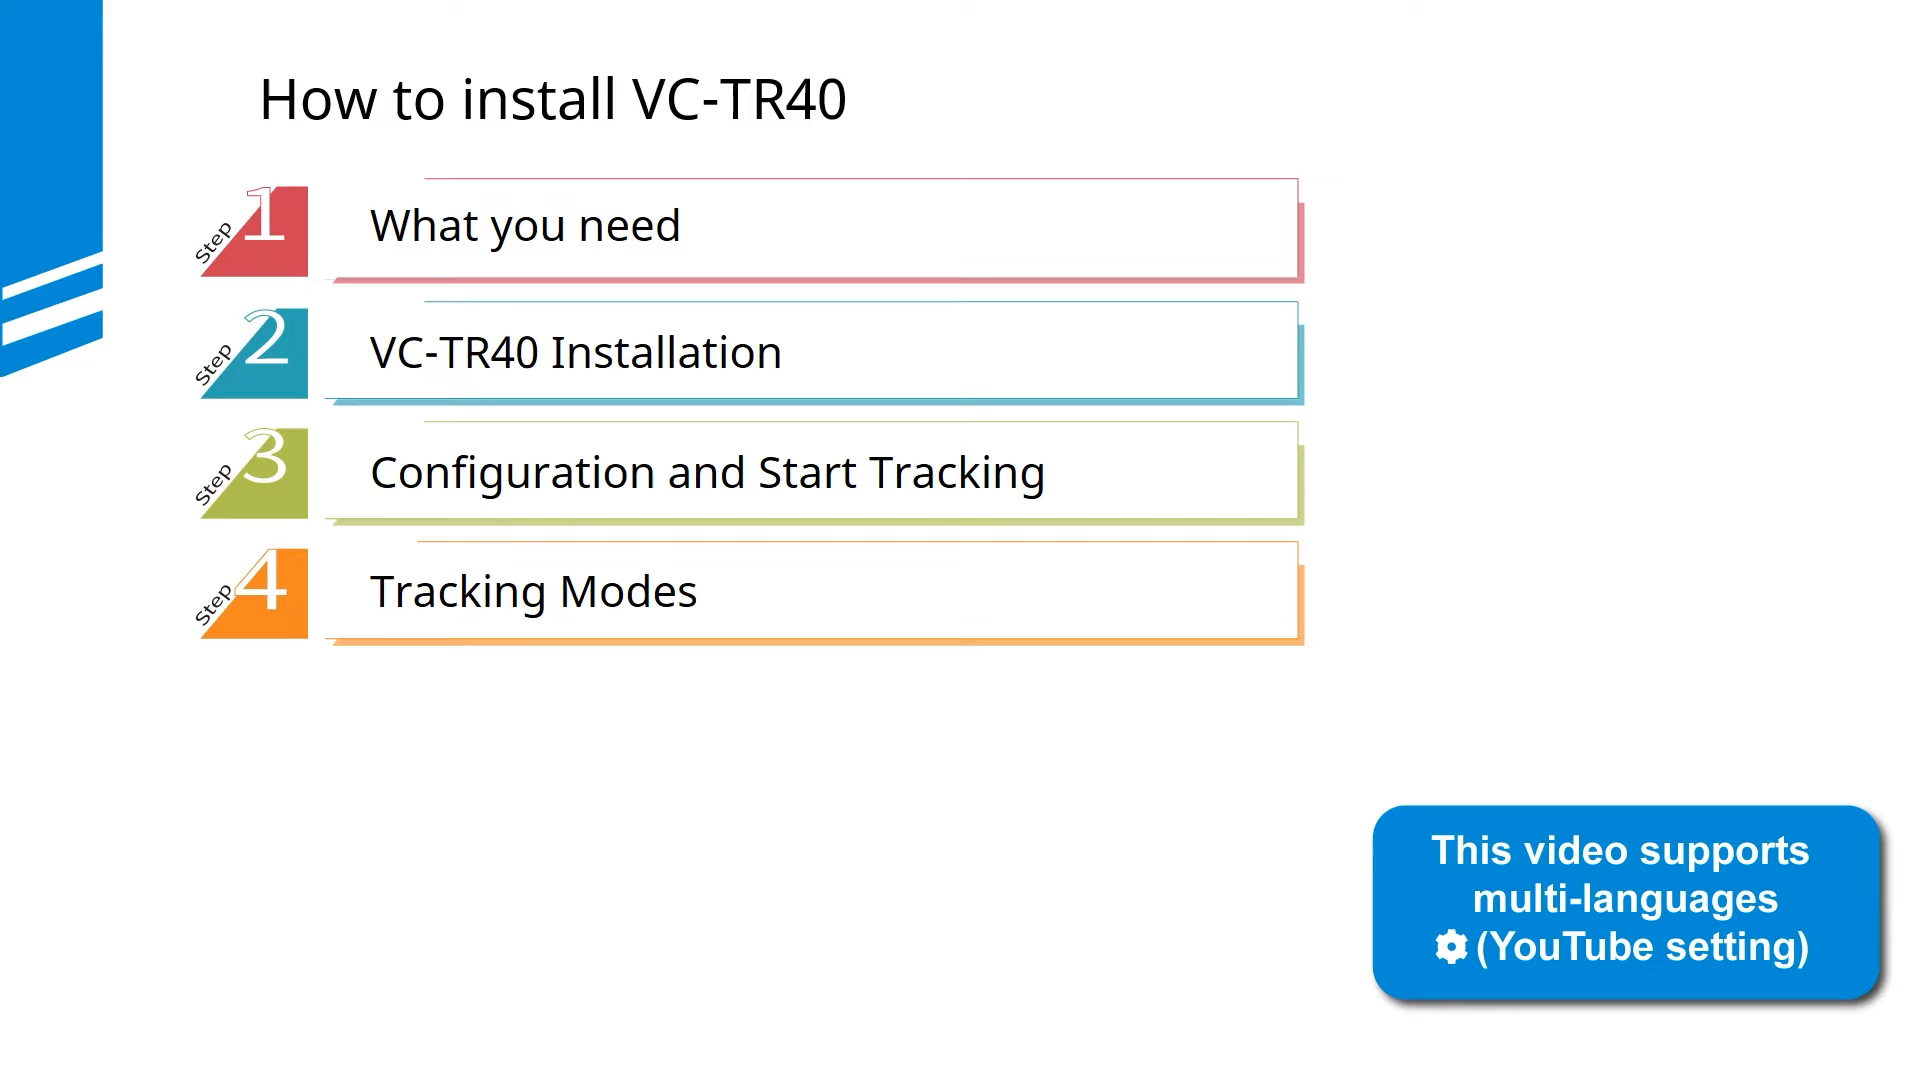 How to install VC-TR40
Step 1
What you need
Step 2
VC-TR40 Installation
Step 3
Configuration and Start Tracking
Step 4
Tracking Modes
This video supports
multi-languages
(YouTube setting)